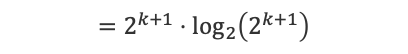 = 2^{k+1} · log_2(2^{k+1})